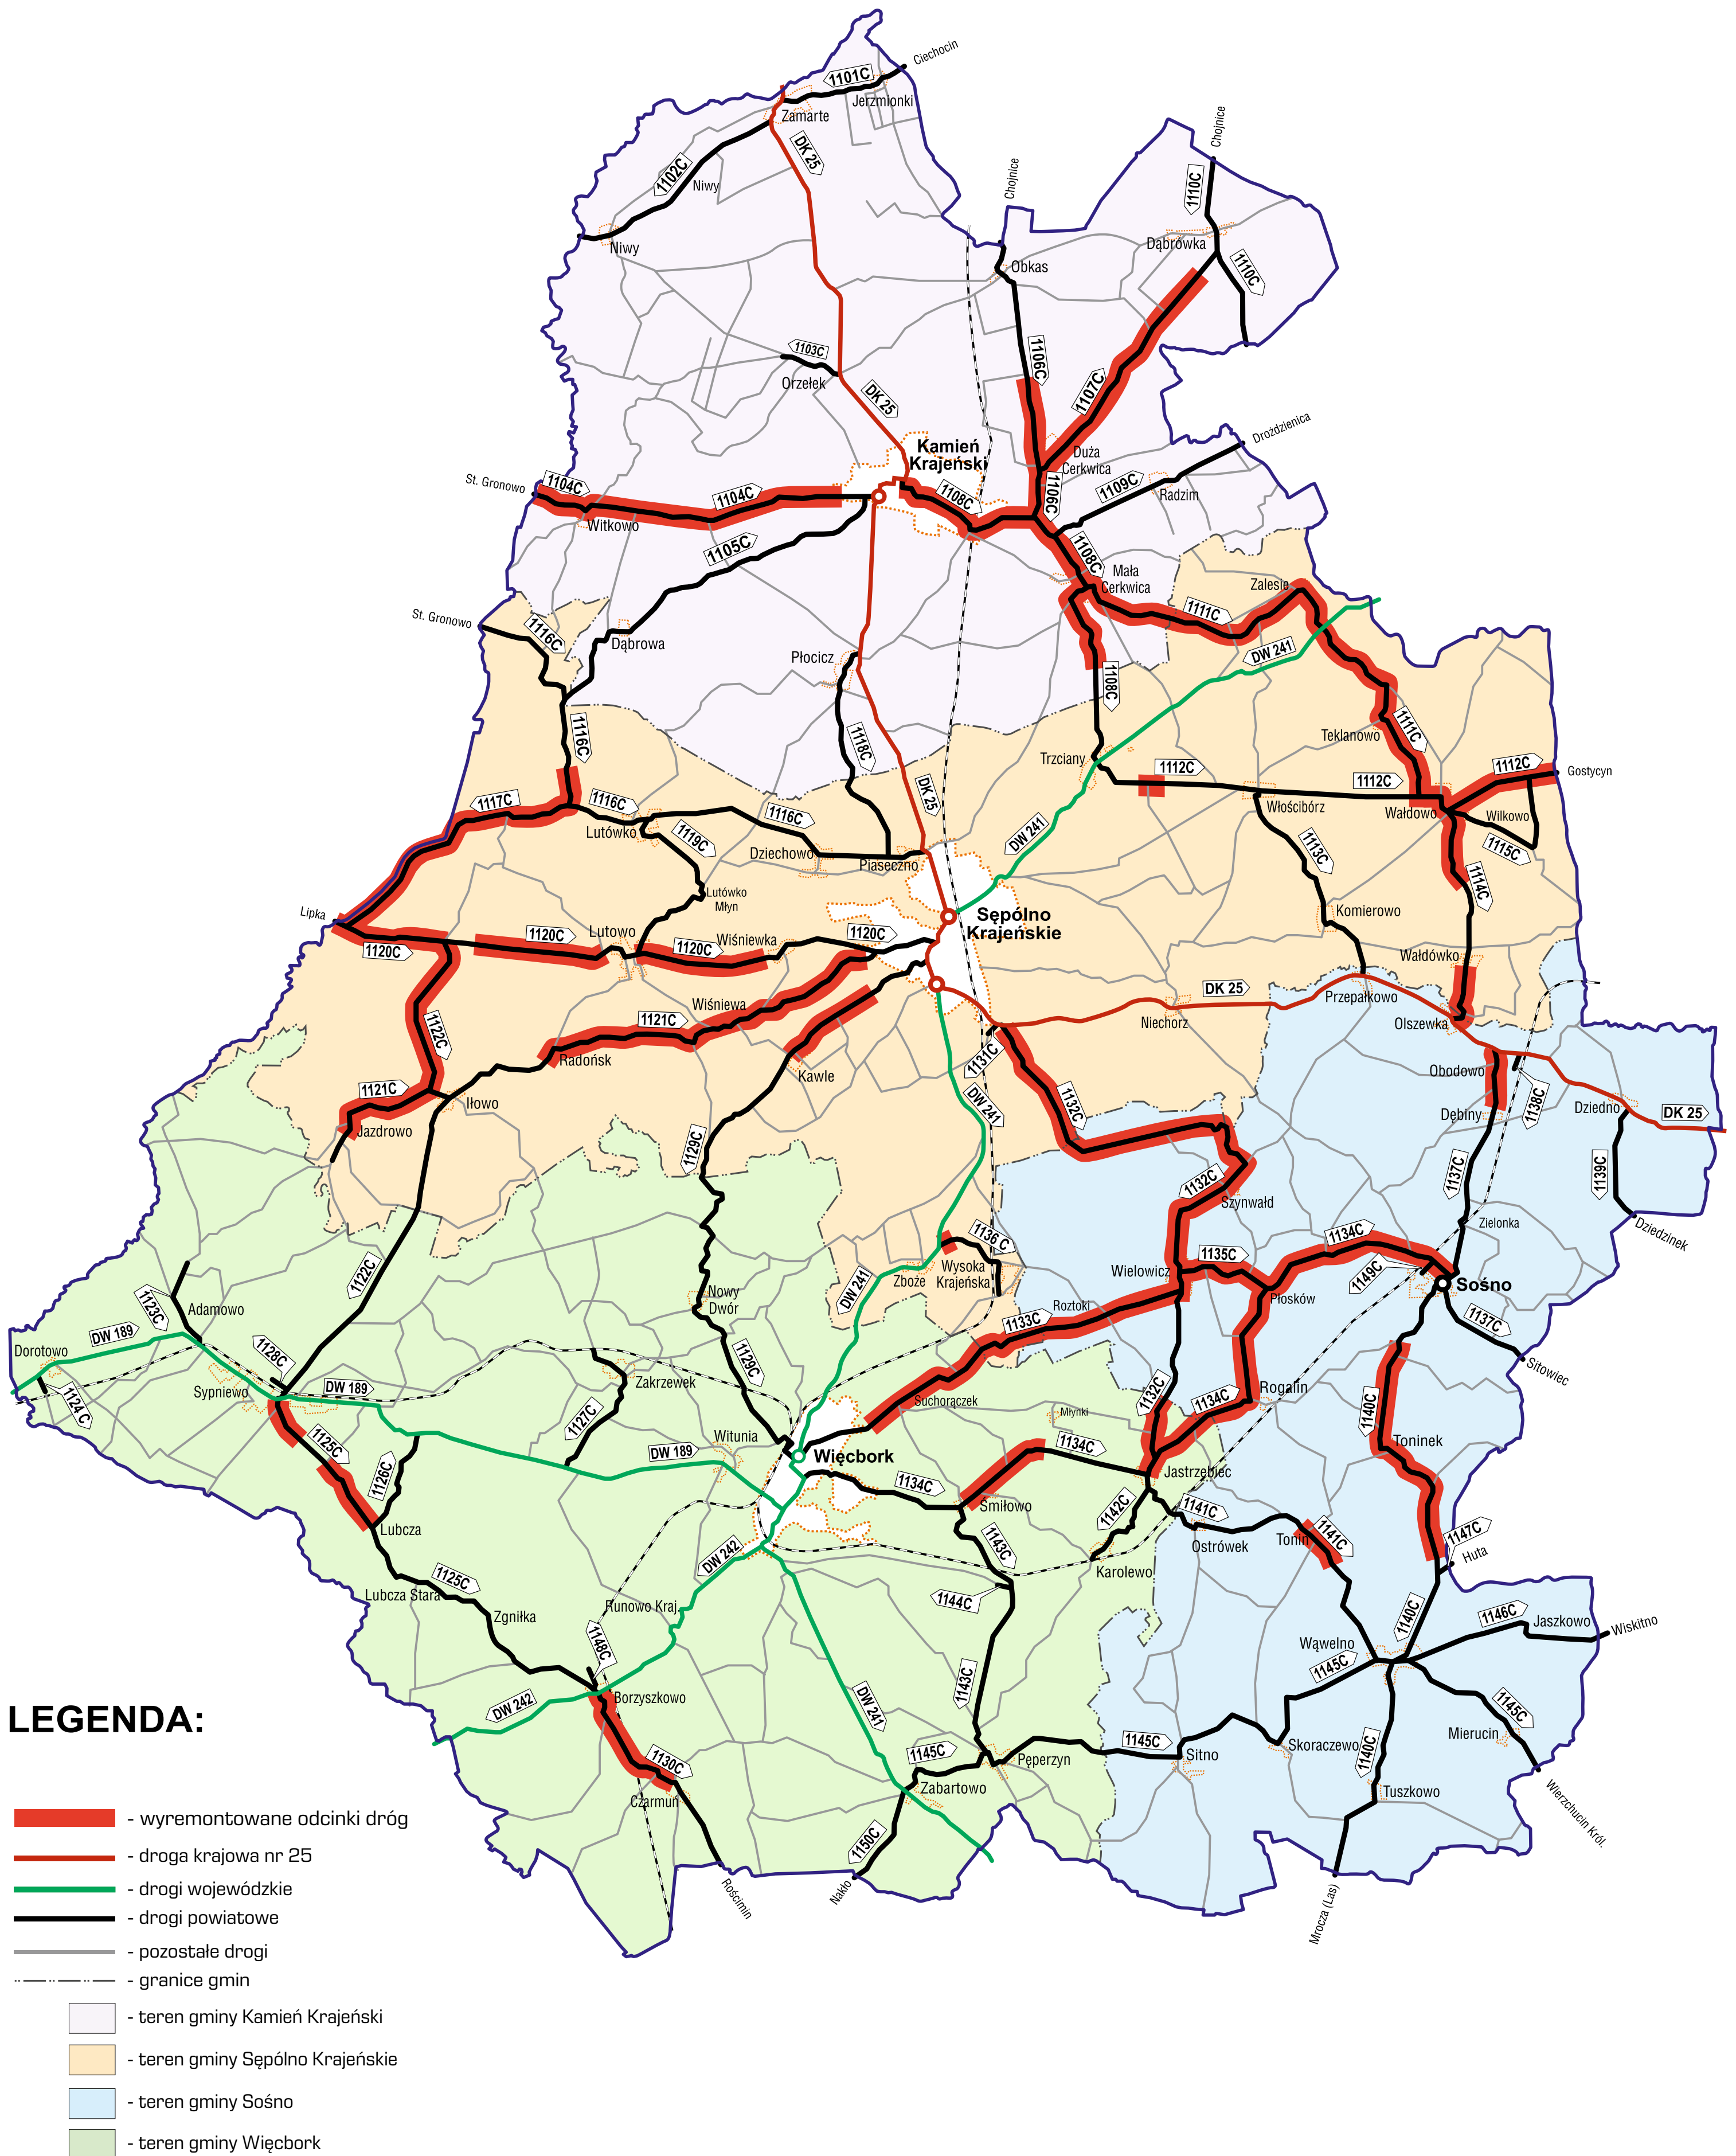 Ciechocin
1101C
Jerzmionki
Zamarte
DK 25
1102C
Niwy
Niwy
Chojnice
Chojnice
1110C
Dąbrówka
1110C
Obkas
1103C
Orzełek
DK 25
1106C
1107C
Kamień
Krajeński
Duża
Cerkwica
Drożdzienica
St. Gronowo
1104C
1104C
1108C
1106C
1109C
Radzim
Witkowo
1105C
1108C
Mała
Cerkwica
Zalesie
1111C
St. Gronowo
1116C
Dąbrowa
Płocicz
DW 241
1108C
1116C
1118C
Teklanowo
1111C
Trzciany
1112C
1112C
1112C
Gostycyn
DK 25
1117C
1116C
Lutówko
1116C
Włościbórz
Wałdowo
Wilkowo
1119C
Dziechowo
Piaseczno
DW 241
1113C
1115C
1114C
Lutówko
Młyn
Lipka
Sępólno
Krajeńskie
Komierowo
1120C
1120C
Lutowo
1120C
Wiśniewka
1120C
Wałdówko
DK 25
Przepałkowo
Wiśniewa
1121C
Niechorz
Olszewka
1122C
Radońsk
Kawle
1131C
1132C
Obodowo
1121C
Iłowo
Jazdrowo
DW 241
Dębiny
1138C
Dziedno
DK 25
1129C
1137C
1139C
1132C
Szynwałd
Zielonka
Dziedzinek
1136 C
Wysoka
Krajeńska
Zboże
1134C
1135C
Wielowicz
1149C
Sośno
1122C
1123C
Adamowo
Nowy
Dwór
DW 241
Roztoki
1133C
Piosków
1137C
DW 189
Dorotowo
1128C
1129C
Sitowiec
Sypniewo
DW 189
Zakrzewek
1124 C
1127C
Suchorączek
1132C
1134C
Rogalin
1140C
Młynki
Witunia
DW 189
Więcbork
1134C
Toninek
1125C
1126C
Jastrzębiec
1134C
Smiłowo
1142C
1141C
Lubcza
Ostrówek
Tonin
1141C
1147C
Huta
DW 242
1143C
Karolewo
1125C
Lubcza Stara
Zgniłka
Runowo Kraj.
1144C
1140C
1146C
Jaszkowo
Wiskitno
1148C
Wąwelno
1145C
1143C
LEGENDA:
Borzyszkowo
DW 242
DW 241
1145C
Mierucin
1130C
1145C
Pęperzyn
1145C
Sitno
Skoraczewo
1140C
Czarmuń
Zabartowo
Tuszkowo
Wierzchucin Król.
- wyremontowane odcinki dróg
1150C
- droga krajowa nr 25
Nakło
Rościmin
- drogi wojewódzkie
- drogi powiatowe
Mrocza (Las)
- pozostałe drogi
- granice gmin
- teren gminy Kamień Krajeński
- teren gminy Sępólno Krajeńskie
- teren gminy Sośno
- teren gminy Więcbork